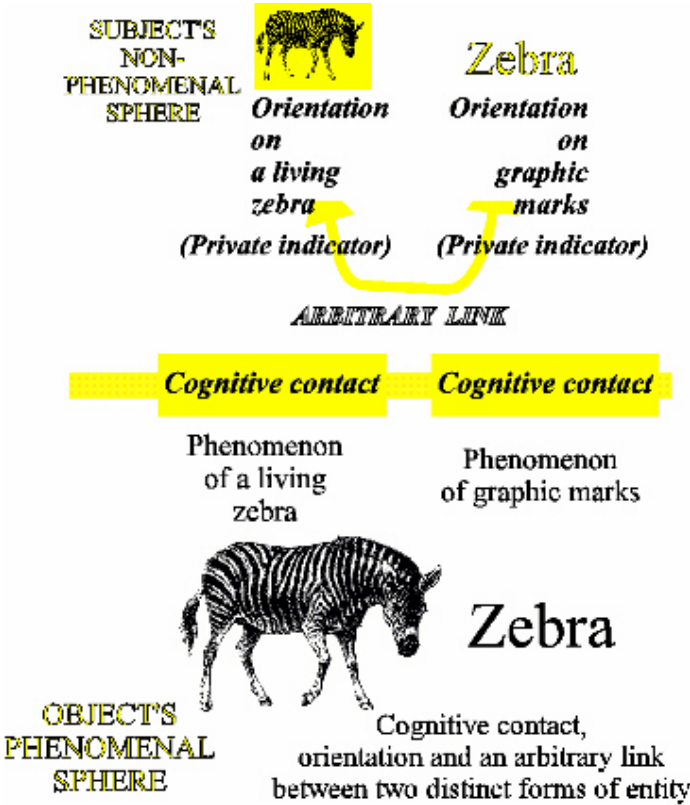 SUBJECT'S
NON-
PHENOMENAL
SPHERE
Zebra
Orientation
on
a living
zebra
(Private indicator)
Orientation
on
graphic
marks
(Private indicator)
ARBITRARY LINK
Cognitive contact
Cognitive contact
Phenomenon
of a living
zebra
Phenomenon
of graphic marks
Zebra
OBJECT'S
PHENOMENAL
SPHERE
Cognitive contact,
orientation and an arbitrary link
between two distinct forms of entity